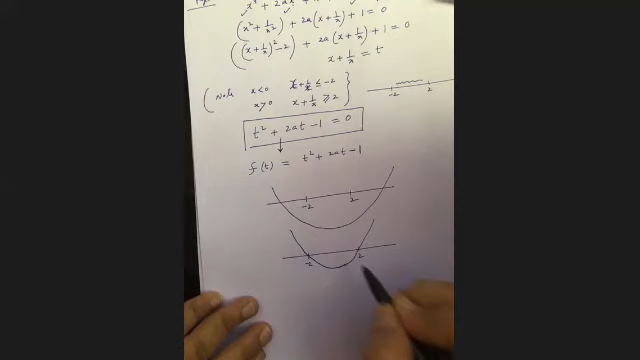 (x² + 1/x²) + 2a(x + 1/x) + 1 = 0
((x + 1/x)² - 2) + 2a(x + 1/x) + 1 = 0
x + 1/x = t
(Note x < 0 x + 1/x ≤ -2
x > 0 x + 1/x ≥ 2
-2 2
t² + 2at - 1 = 0
f(t) = t² + 2at - 1
-2 2
-2 2